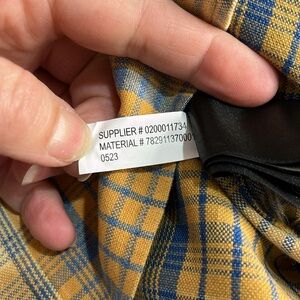 SUPPLIER # 0200011734
MATERIAL # 78291137000
0523